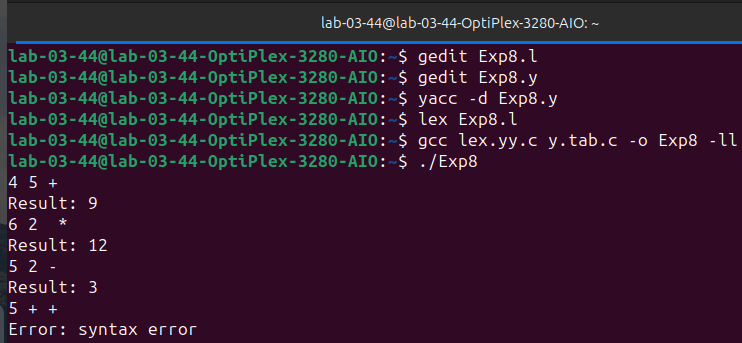 lab-03-44@lab-03-44-OptiPlex-3280-AIO: ~
lab-03-44@lab-03-44-OptiPlex-3280-AIO:~$ gedit Exp8.l
lab-03-44@lab-03-44-OptiPlex-3280-AIO:~$ gedit Exp8.y
lab-03-44@lab-03-44-OptiPlex-3280-AIO:~$ yacc -d Exp8.y
lab-03-44@lab-03-44-OptiPlex-3280-AIO:~$ lex Exp8.l
lab-03-44@lab-03-44-OptiPlex-3280-AIO:~$ gcc lex.yy.c y.tab.c -o Exp8 -ll
lab-03-44@lab-03-44-OptiPlex-3280-AIO:~$ ./Exp8
4 5 +
Result: 9
6 2  *
Result: 12
5 2 -
Result: 3
5 + +
Error: syntax error